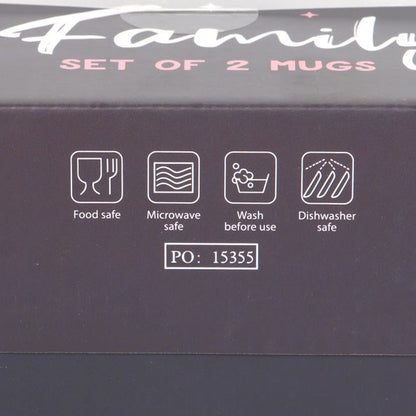 Family
SET OF 2 MUGS
Food safe
Microwave
safe
Wash
before use
Dishwasher
safe
PO: 15355